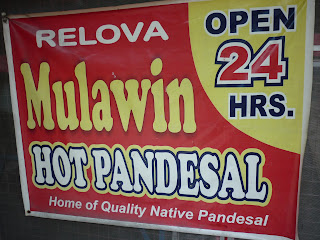 RELOVA
OPEN
24
HRS.
Mulawin
HOT PANDESAL
Home of Quality Native Pandesal